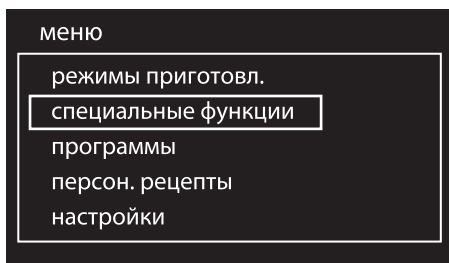 меню
режимы приготовл.
специальные функции
программы
персон. рецепты
настройки